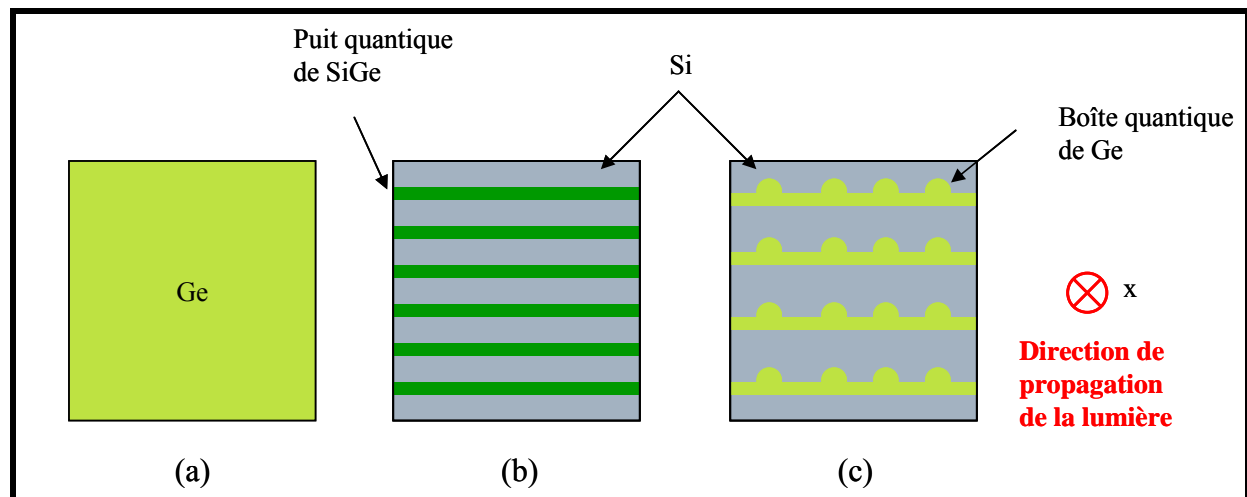 Puit quantique
de SiGe
Si
Boîte quantique
de Ge
Ge
x
Direction de
propagation
de la lumière
(a)
(b)
(c)